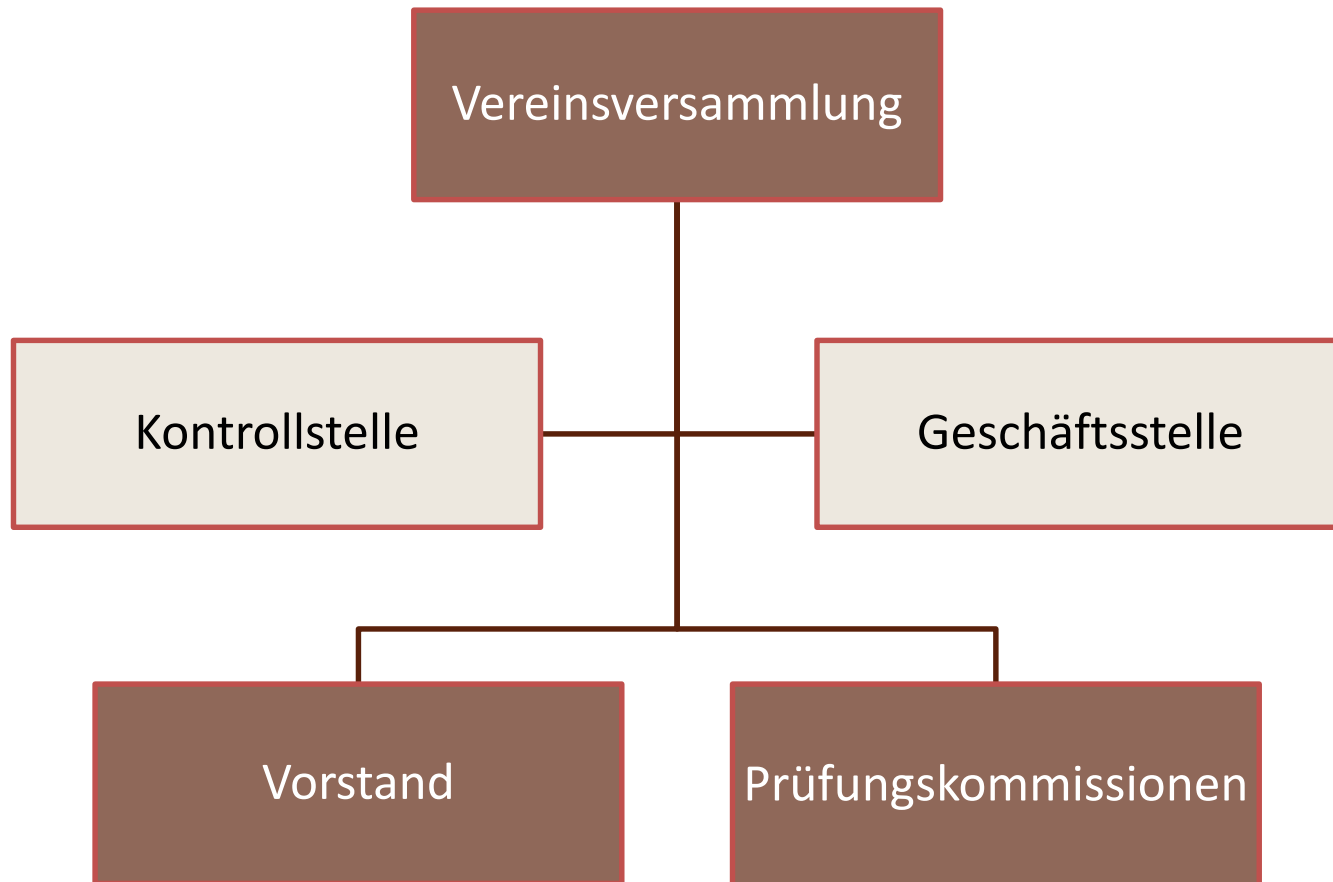 Vereinsversammlung
Kontrollstelle
Geschäftsstelle
Vorstand
Prüfungskommissionen